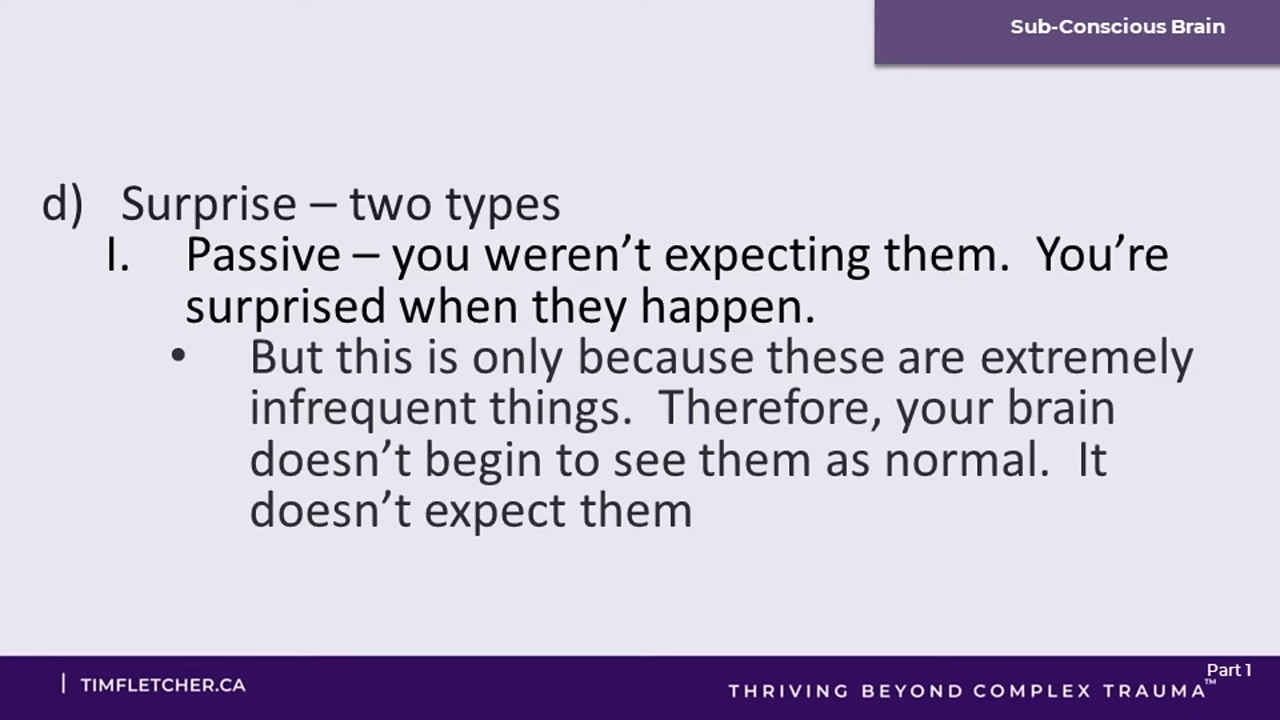 Sub-Conscious Brain
d) Surprise – two types
I. Passive – you weren’t expecting them.  You’re
surprised when they happen.
• But this is only because these are extremely
infrequent things.  Therefore, your brain
doesn’t begin to see them as normal.  It
doesn’t expect them
Part 1
| TIMFLETCHER.CA
THRIVING BEYOND COMPLEX TRAUMA™